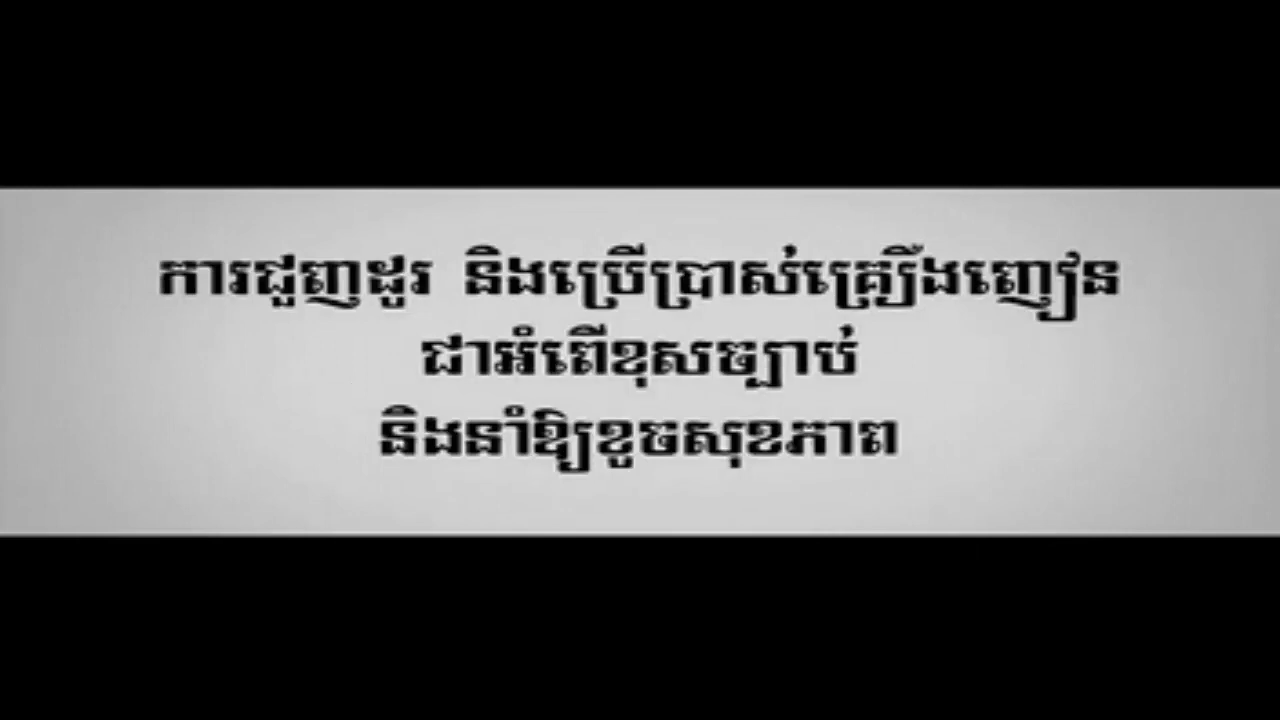 ការជួញដូរ និងប្រើប្រាស់គ្រឿងញៀន
ជាអំពើខុសច្បាប់
និងនាំឱ្យខូចសុខភាព